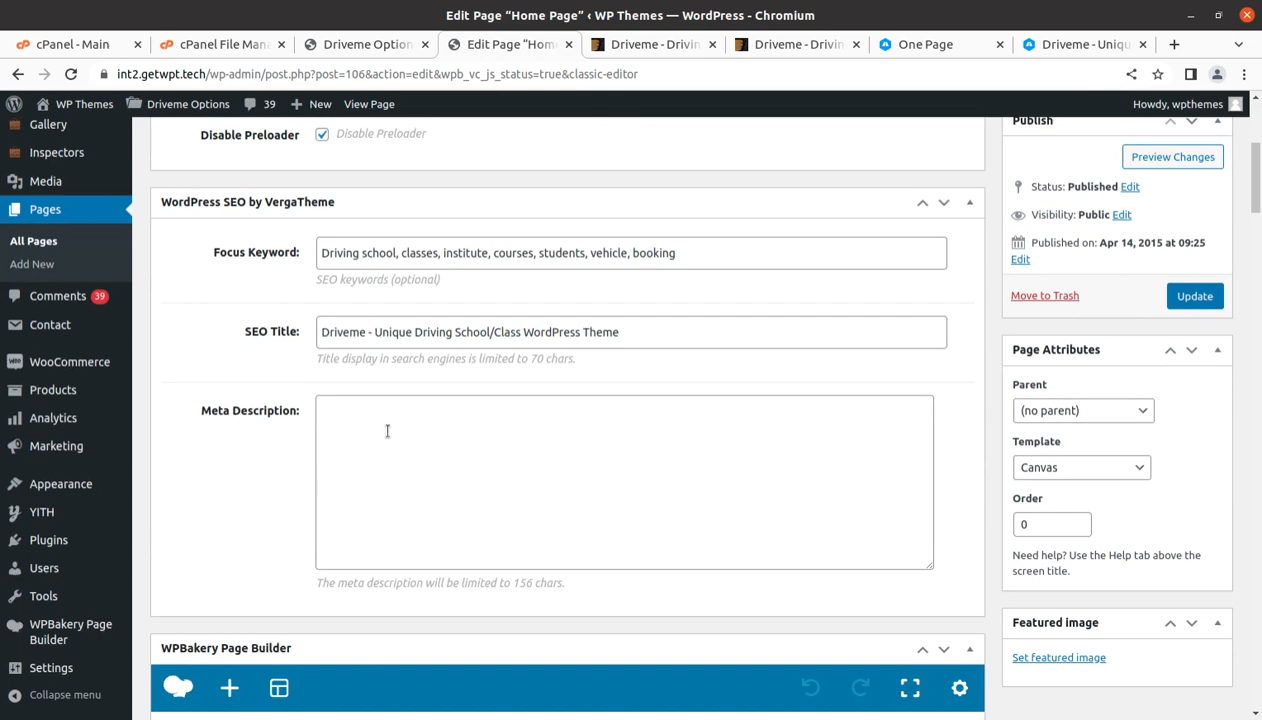 Edit Page “Home Page” ‹ WP Themes — WordPress - Chromium
cPanel - Main
cPanel File Man
Driveme Option
Edit Page “Hom
Driveme - Drivin
Driveme - Drivin
One Page
Driveme - Uniqu
int2.getwpt.tech/wp-admin/post.php?post=106&action=edit&wpb_vc_js_status=true&classic-editor
WP Themes
Driveme Options
39
New
View Page
Howdy, wpthemes
Gallery
Inspectors
Media
Pages
All Pages
Add New
Comments 39
Contact
WooCommerce
Products
Analytics
Marketing
Appearance
YITH
Plugins
Users
Tools
WPBakery Page
Builder
Settings
Collapse menu
Disable Preloader
Disable Preloader
WordPress SEO by VergaTheme
Focus Keyword:
Driving school, classes, institute, courses, students, vehicle, booking
SEO keywords (optional)
SEO Title:
Driveme - Unique Driving School/Class WordPress Theme
Title display in search engines is limited to 70 chars.
Meta Description:
The meta description will be limited to 156 chars.
WPBakery Page Builder
Publish
Preview Changes
Status: Published Edit
Visibility: Public Edit
Published on: Apr 14, 2015 at 09:25
Edit
Move to Trash
Update
Page Attributes
Parent
(no parent)
Template
Canvas
Order
0
Need help? Use the Help tab above the
screen title.
Featured image
Set featured image